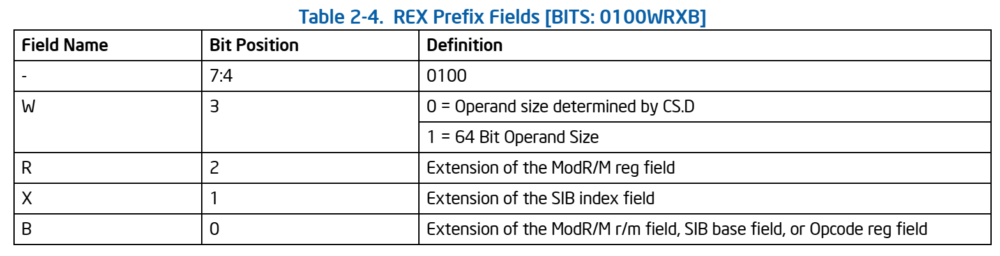 Table 2-4. REX Prefix Fields [BITS: 0100WRXB]
Field Name Bit Position Definition
- 7:4 0100
W 3 0 = Operand size determined by CS.D
1 = 64 Bit Operand Size
R 2 Extension of the ModR/M reg field
X 1 Extension of the SIB index field
B 0 Extension of the ModR/M r/m field, SIB base field, or Opcode reg field